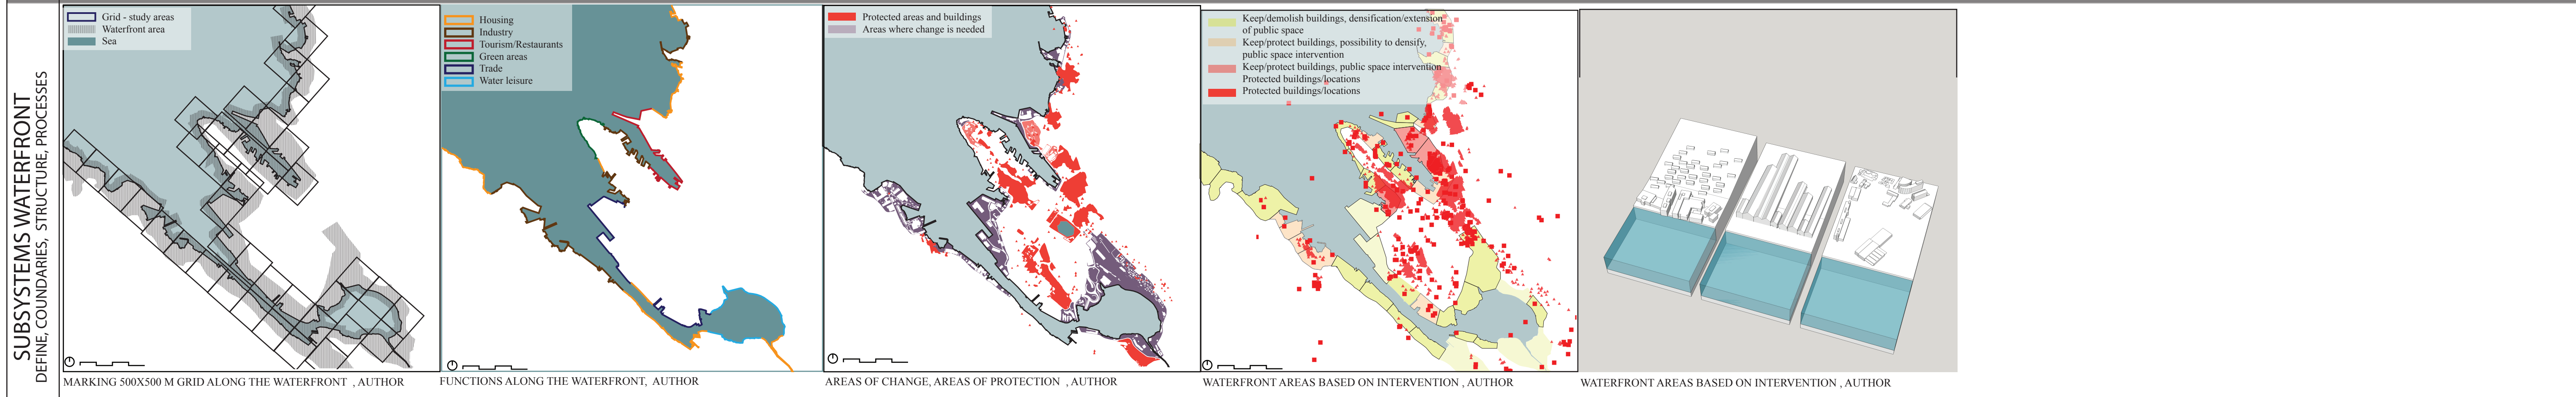 SUBSYSTEMS WATERFRONT
DEFINE, COUNDARIES, STRUCTURE, PROCESSES
Grid - study areas
Waterfront area
Sea
MARKING 500X500 M GRID ALONG THE WATERFRONT , AUTHOR
Housing
Industry
Tourism/Restaurants
Green areas
Trade
Water leisure
FUNCTIONS ALONG THE WATERFRONT, AUTHOR
Protected areas and buildings
Areas where change is needed
AREAS OF CHANGE, AREAS OF PROTECTION , AUTHOR
Keep/demolish buildings, densification/extension
of public space
Keep/protect buildings, possibility to densify,
public space intervention
Keep/protect buildings, public space intervention
Protected buildings/locations
Protected buildings/locations
WATERFRONT AREAS BASED ON INTERVENTION , AUTHOR
WATERFRONT AREAS BASED ON INTERVENTION , AUTHOR